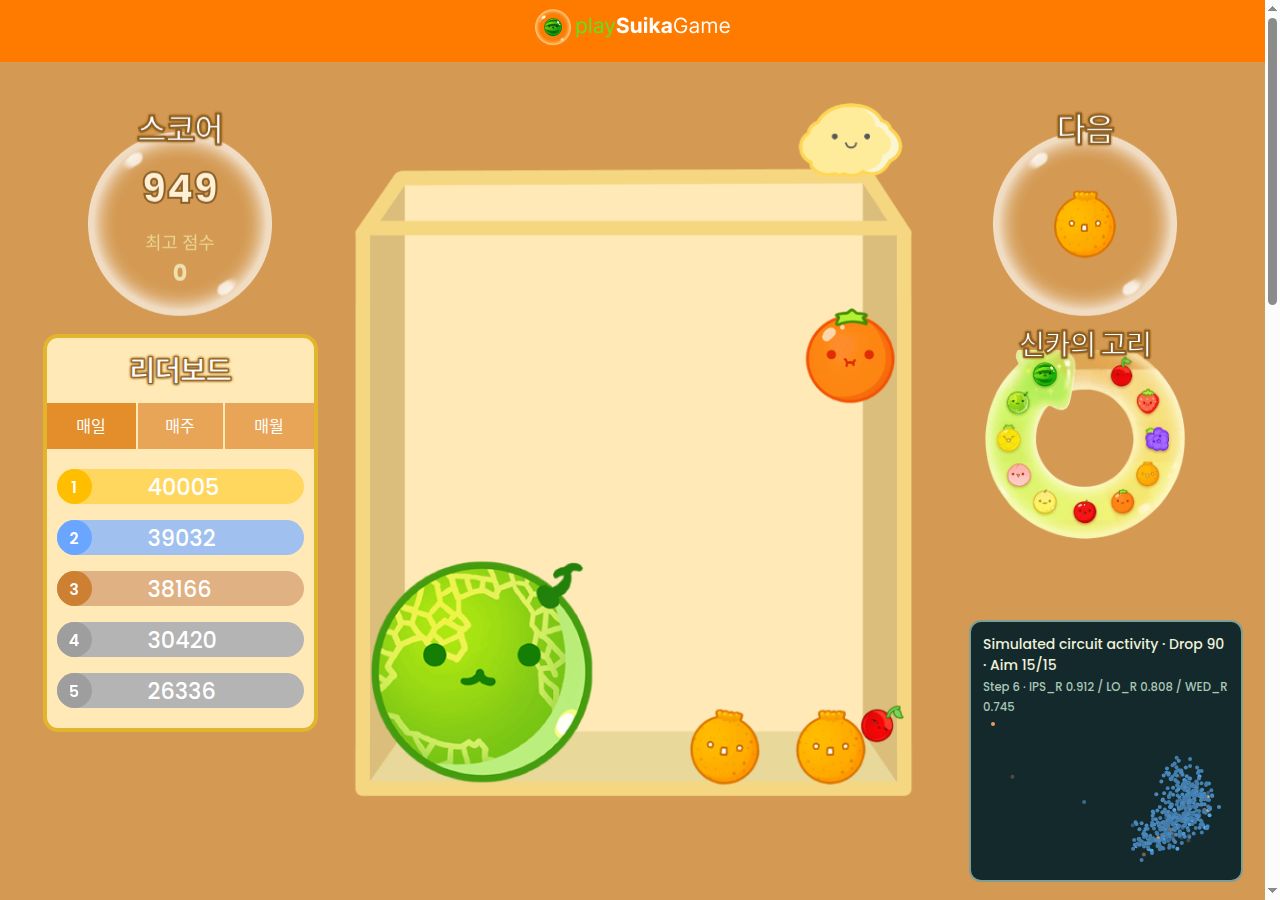 playSuikaGame
스코어
949
최고 점수
0
다음
신카의 고리
리더보드
매일 매주 매월
1 40005
2 39032
3 38166
4 30420
5 26336
Simulated circuit activity · Drop 90
· Aim 15/15
Step 6 · IPS_R 0.912 / LO_R 0.808 / WED_R
0.745